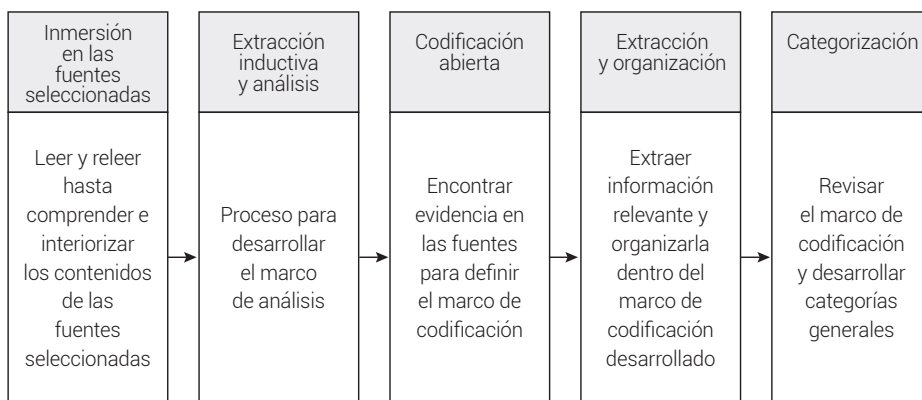 Inmersión
en las
fuentes
seleccionadas
Leer y releer
hasta
comprender e
interiorizar
los contenidos
de las
fuentes
seleccionadas
Extracción
inductiva
y análisis
Proceso para
desarrollar
el marco
de análisis
Codificación
abierta
Encontrar
evidencia en
las fuentes
para definir
el marco de
codificación
Extracción
y organización
Extraer
información
relevante y
organizarla
dentro del
marco de
codificación
desarrollado
Categorización
Revisar
el marco de
codificación
y desarrollar
categorías
generales